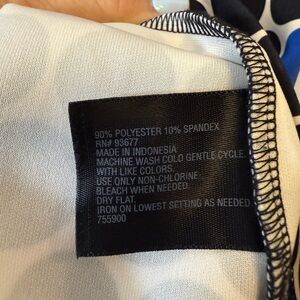 90% POLYESTER 10% SPANDEX
RN# 93677
MADE IN INDONESIA
MACHINE WASH COLD GENTLE CYCLE
WITH LIKE COLORS.
USE ONLY NON-CHLORINE
BLEACH WHEN NEEDED.
DRY FLAT.
IRON ON LOWEST SETTING AS NEEDED
755900